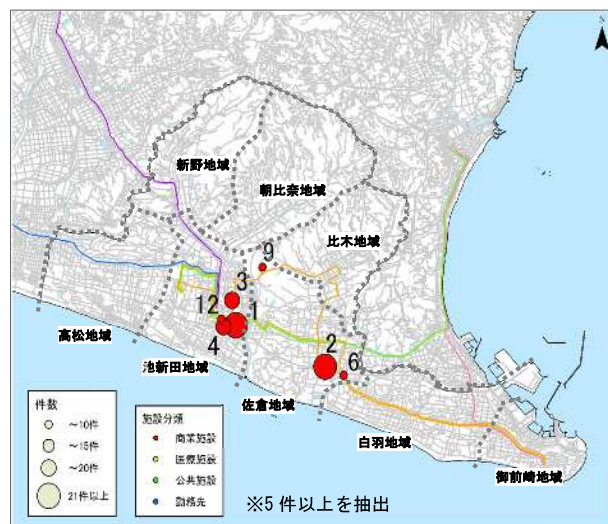 新野地域
朝比奈地域
比木地域
9
3
12
1
4
高松地域
池新田地域
2
6
佐倉地域
白羽地域
御前崎地域
件数
～10件
～15件
～20件
21件以上
施設分類
商業施設
医療施設
公共施設
勤務先
※5件以上を抽出